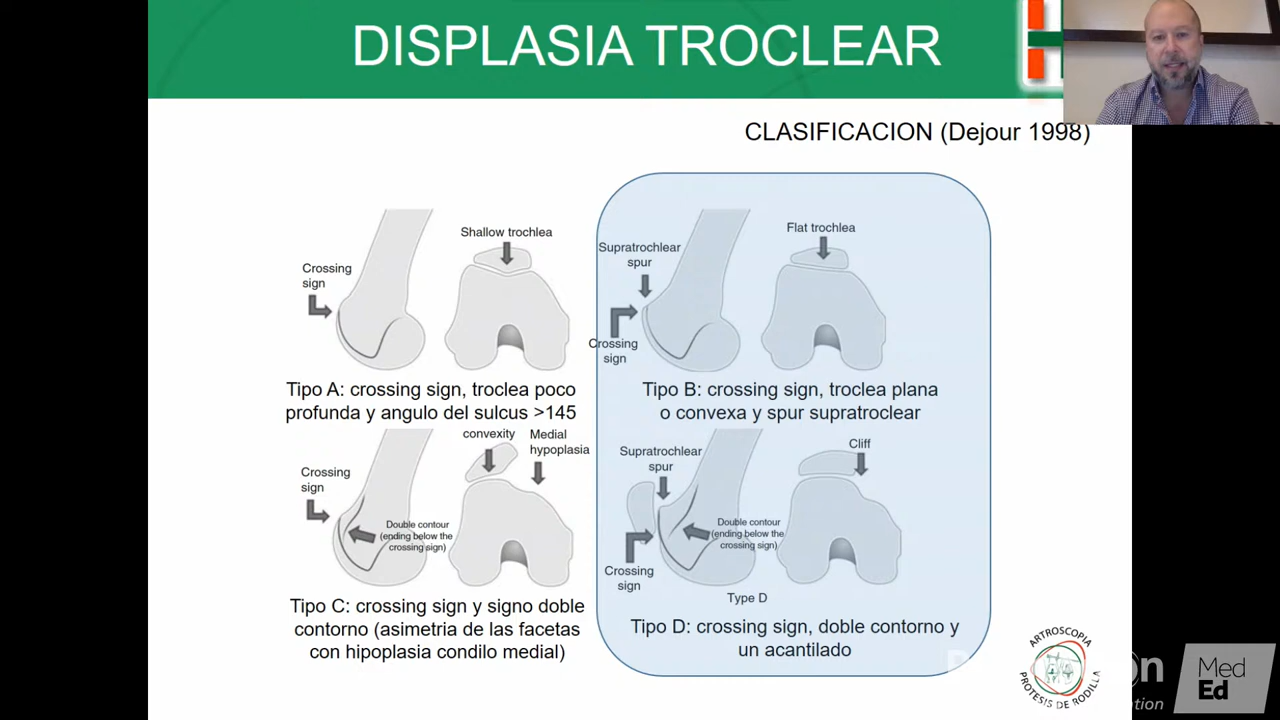 DISPLASIA TROCLEAR
H
CLASIFICACION (Dejour 1998)
Shallow trochlea
Crossing
sign
Flat trochlea
Supratrochlear
spur
Crossing
sign
Tipo A: crossing sign, troclea poco
profunda y angulo del sulcus >145
Tipo B: crossing sign, troclea plana
o convexa y spur supratroclear
convexity
Medial
hypoplasia
Crossing
sign
Double contour
(ending below the
crossing sign)
Cliff
Supratrochlear
spur
Double contour
(ending below the
crossing sign)
Crossing
sign
Type D
Tipo C: crossing sign y signo doble
contorno (asimetria de las facetas
con hipoplasia condilo medial)
Tipo D: crossing sign, doble contorno y
un acantilado
ARTROSCOPIA
PROTESIS DE RODILLA
Med
Ed